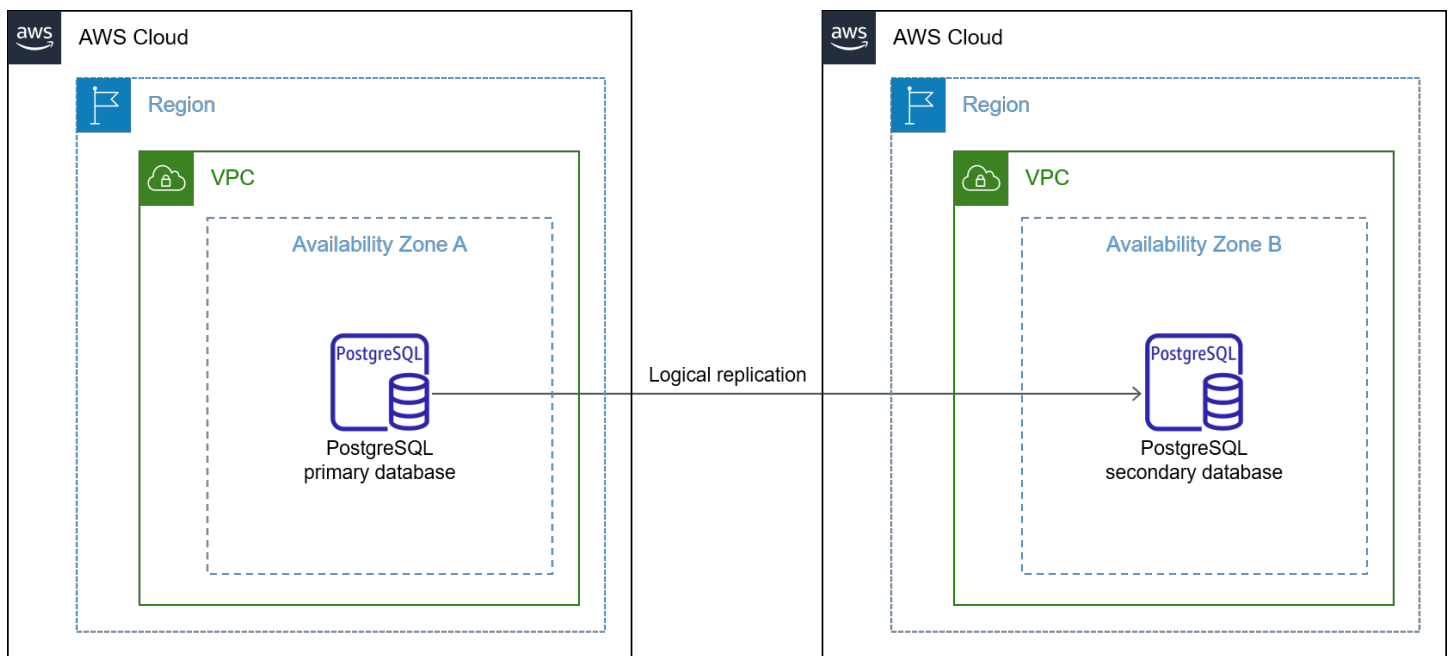 aws
AWS Cloud
Region
VPC
Availability Zone A
PostgreSQL
PostgreSQL
primary database
Logical replication
aws
AWS Cloud
Region
VPC
Availability Zone B
PostgreSQL
PostgreSQL
secondary database